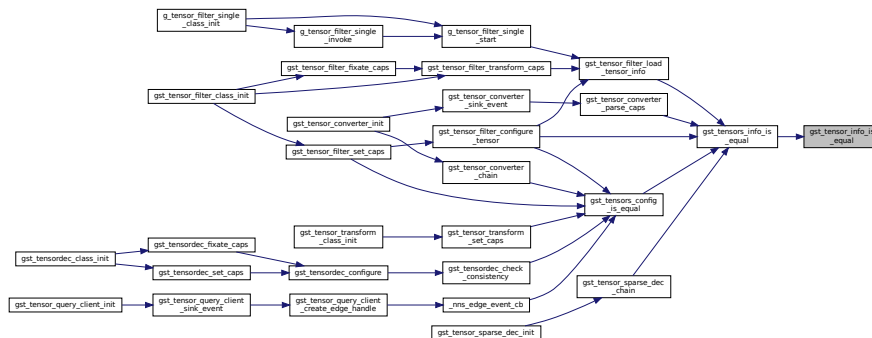 g_tensor_filter_single
_class_init
g_tensor_filter_single
_invoke
g_tensor_filter_single
_start
gst_tensor_filter_fixate_caps
gst_tensor_filter_transform_caps
gst_tensor_filter_load
_tensor_info
gst_tensor_filter_class_init
gst_tensor_converter
_sink_event
gst_tensor_converter
_parse_caps
gst_tensor_converter_init
gst_tensor_filter_configure
_tensor
gst_tensors_info_is
_equal
gst_tensor_info_is
_equal
gst_tensor_filter_set_caps
gst_tensor_converter
_chain
gst_tensors_config
_is_equal
gst_tensor_transform
_class_init
gst_tensor_transform
_set_caps
gst_tensordec_fixate_caps
gst_tensordec_class_init
gst_tensordec_set_caps
gst_tensordec_configure
gst_tensordec_check
_consistency
gst_tensor_sparse_dec
_chain
gst_tensor_query_client_init
gst_tensor_query_client
_sink_event
gst_tensor_query_client
_create_edge_handle
_nns_edge_event_cb
gst_tensor_sparse_dec_init